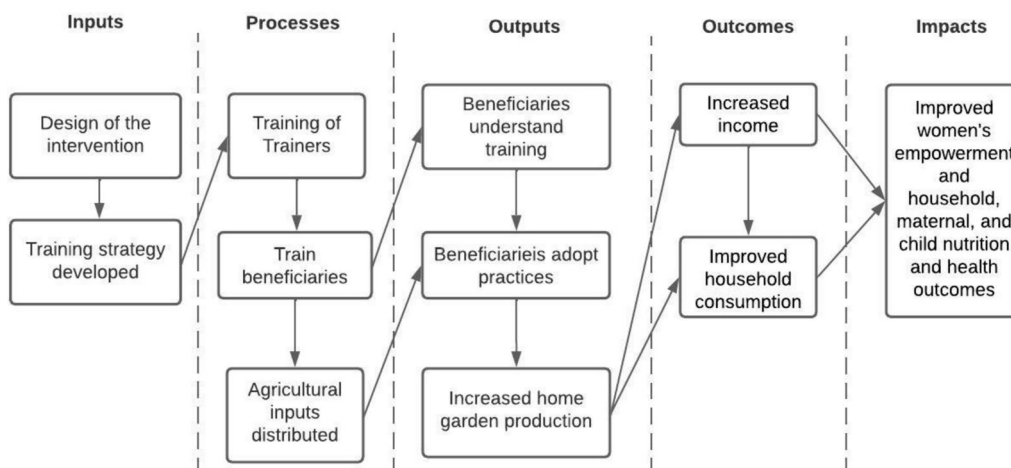 Inputs
Processes
Outputs
Outcomes
Impacts
Design of the
intervention
Training strategy
developed
Training of
Trainers
Train
beneficiaries
Agricultural
inputs
distributed
Beneficiaries
understand
training
Beneficiarieis adopt
practices
Increased home
garden production
Increased
income
Improved
household
consumption
Improved
women's
empowerment
and
household,
maternal, and
child nutrition
and health
outcomes